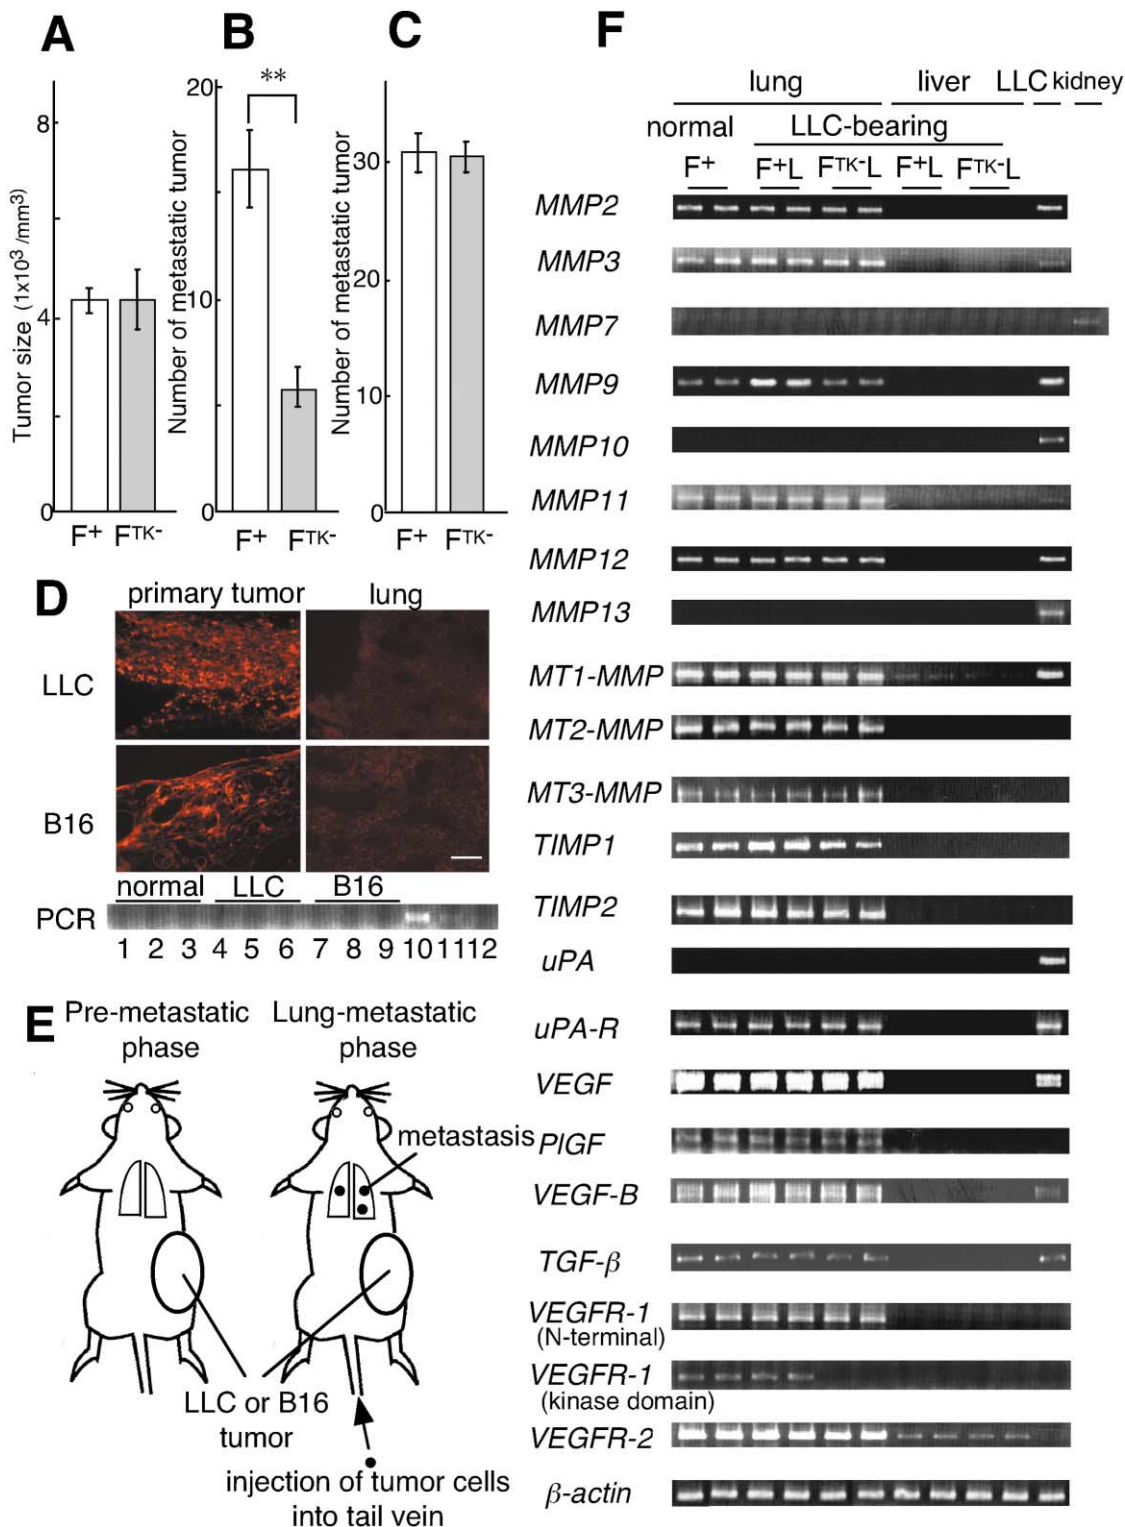 A
Tumor size (1x10³ /mm³)
8
4
0
F+ FTK-
B
Number of metastatic tumor
20
10
0
**
F+ FTK-
C
Number of metastatic tumor
30
20
10
0
F+ FTK-
D
primary tumor lung
LLC
B16
normal LLC B16
PCR
1 2 3 4 5 6 7 8 9 10 11 12
E
Pre-metastatic phase
Lung-metastatic phase
metastasis
LLC or B16
tumor
injection of tumor cells
into tail vein
F
lung liver LLC kidney
normal LLC-bearing
F+ F+L FTK-L F+L FTK-L
MMP2
MMP3
MMP7
MMP9
MMP10
MMP11
MMP12
MMP13
MT1-MMP
MT2-MMP
MT3-MMP
TIMP1
TIMP2
uPA
uPA-R
VEGF
PlGF
VEGF-B
TGF-β
VEGFR-1
(N-terminal)
VEGFR-1
(kinase domain)
VEGFR-2
β-actin